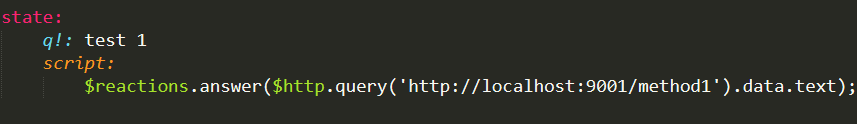 state:
q!: test 1
script:
$reactions.answer($http.query('http://localhost:9001/method1').data.text);